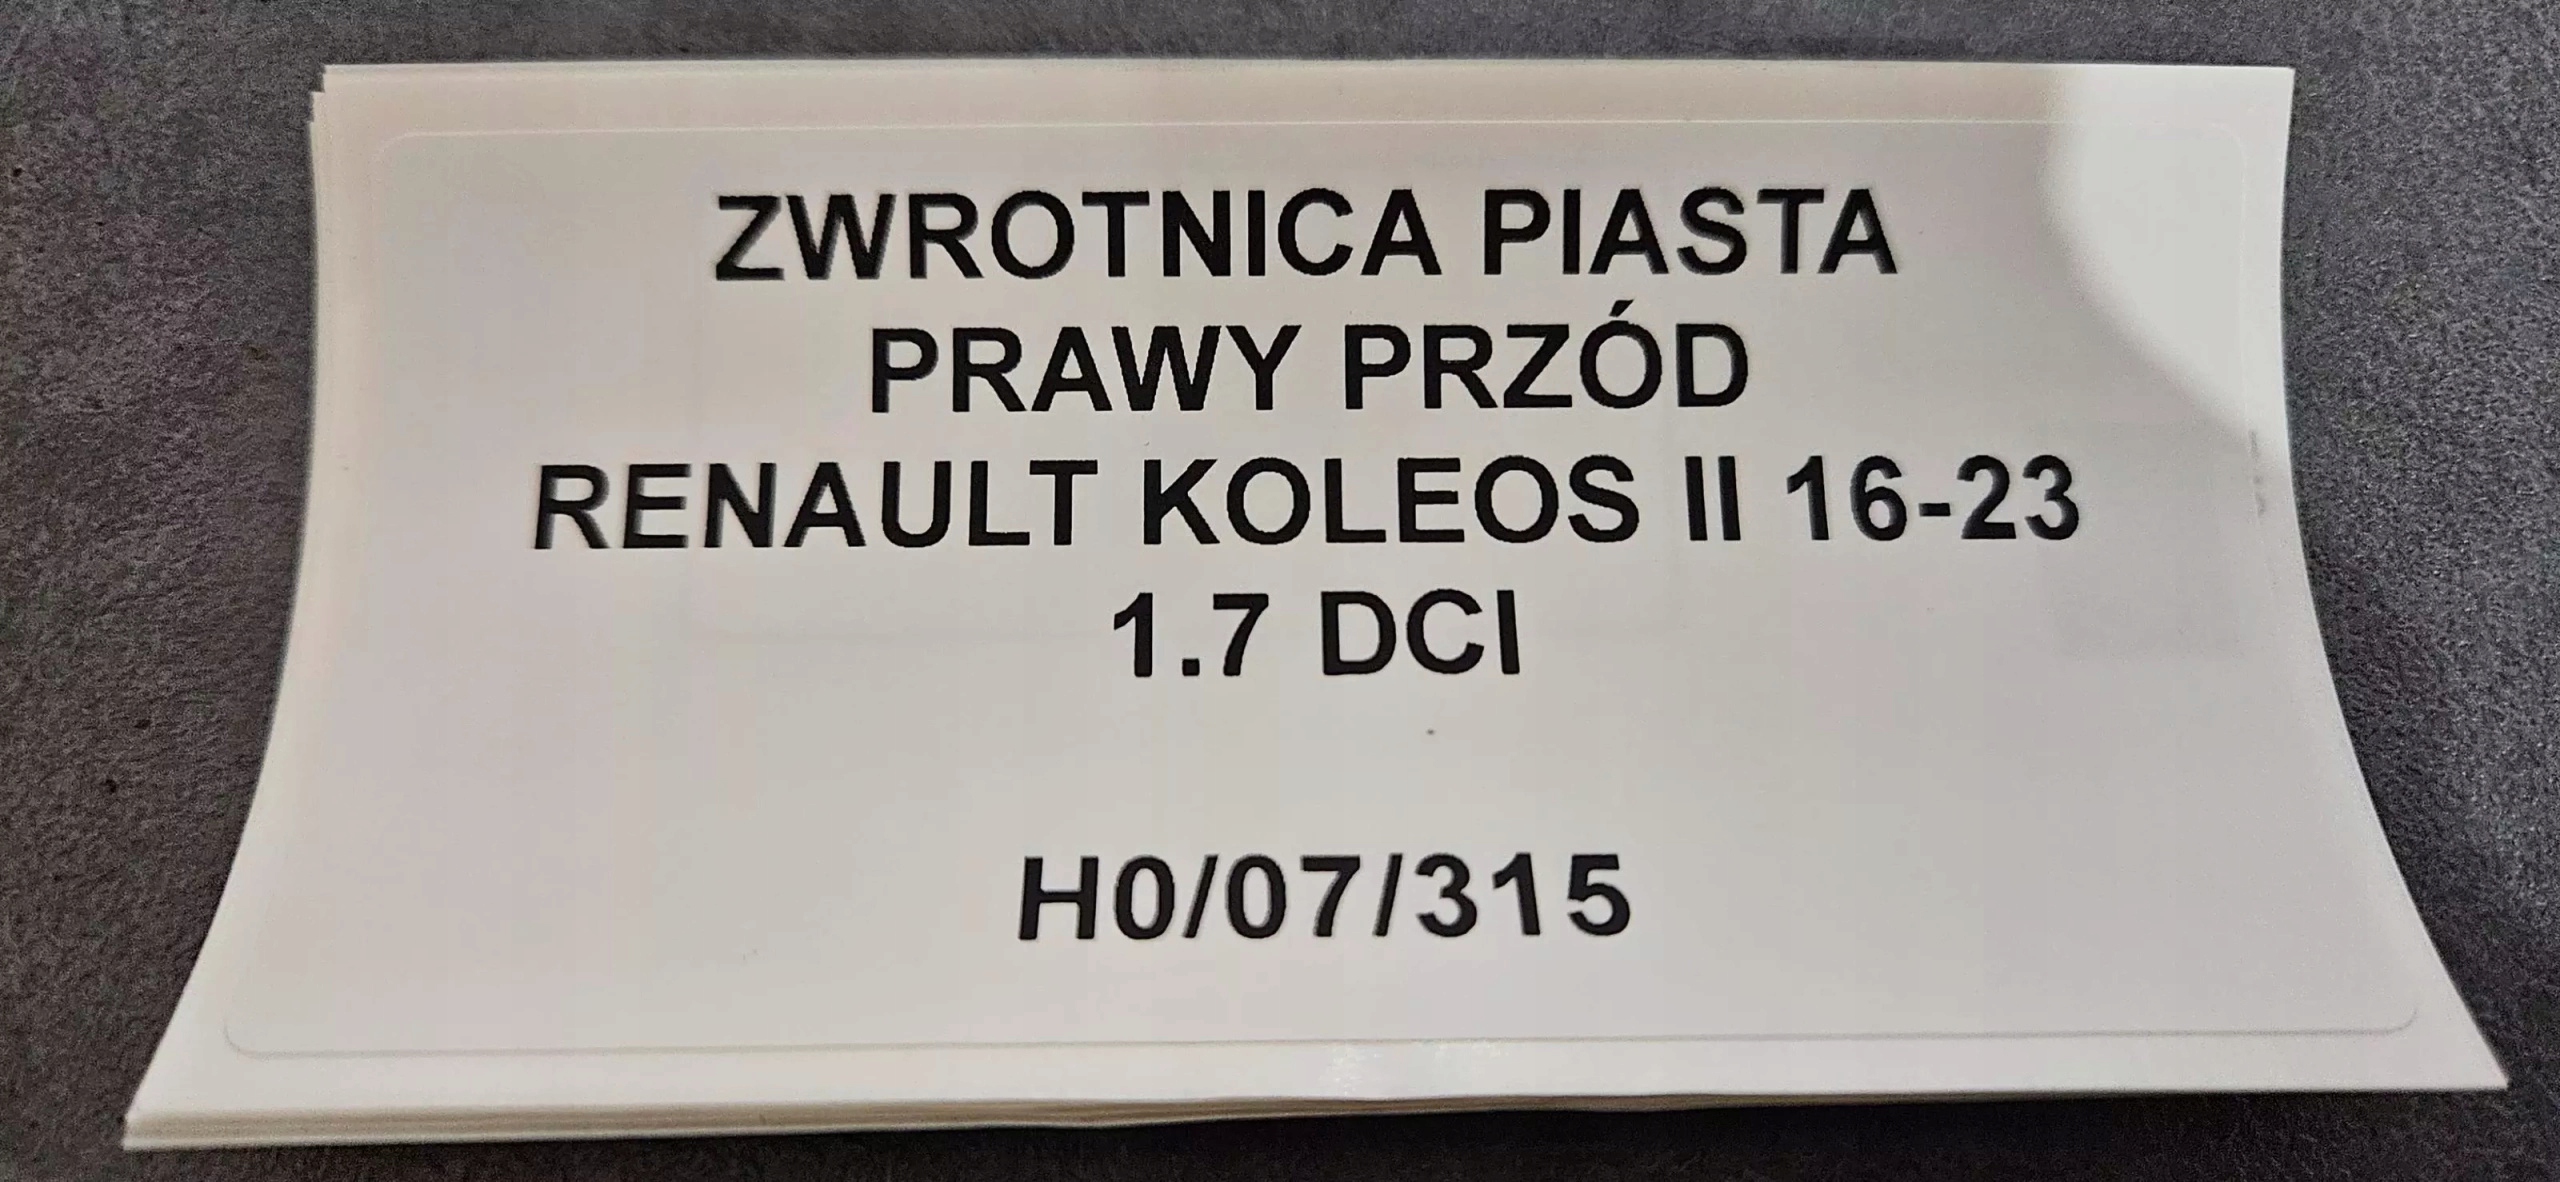 ZWROTNICA PIASTA
PRAWY PRZÓD
RENAULT KOLEOS II 16-23
1.7 DCI
H0/07/315